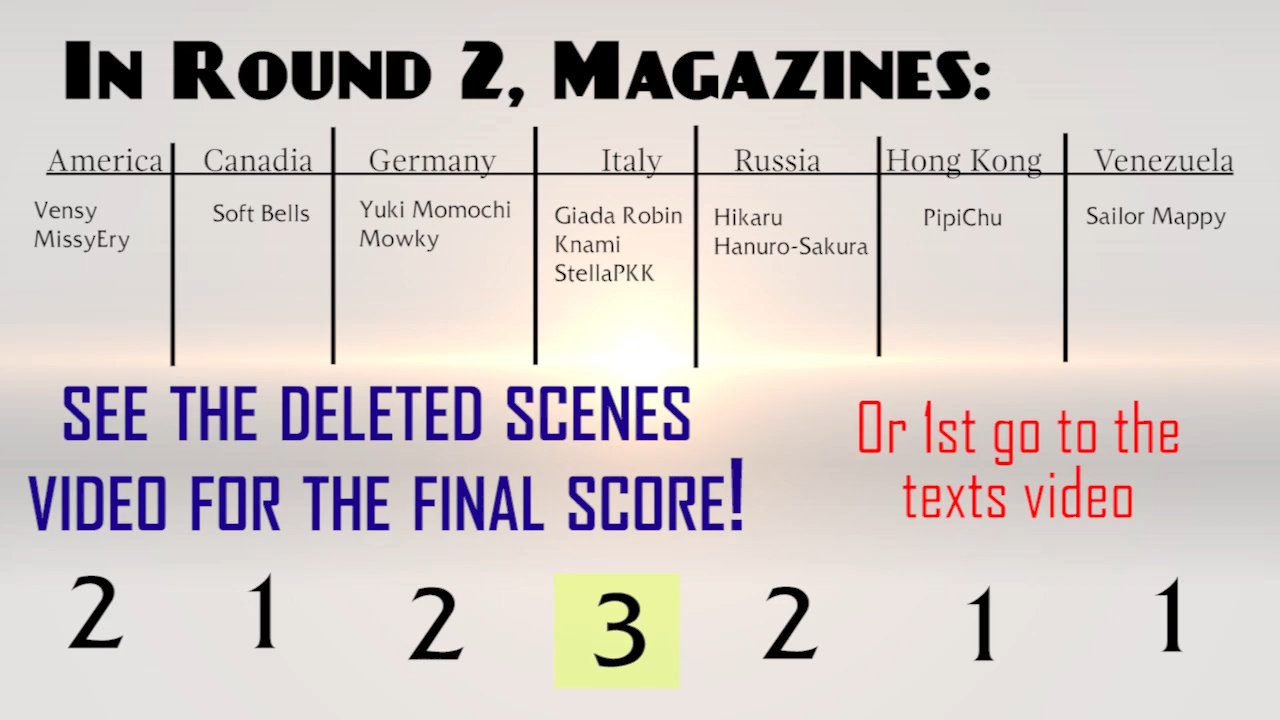 In Round 2, Magazines:
America Canadia Germany Italy Russia Hong Kong Venezuela
Vensy
MissyEry
Soft Bells
Yuki Momochi
Mowky
Giada Robin
Knami
StellaPKK
Hikaru
Hanuro-Sakura
PipiChu
Sailor Mappy
SEE THE DELETED SCENES
VIDEO FOR THE FINAL SCORE!
Or 1st go to the
texts video
2 1 2 3 2 1 1